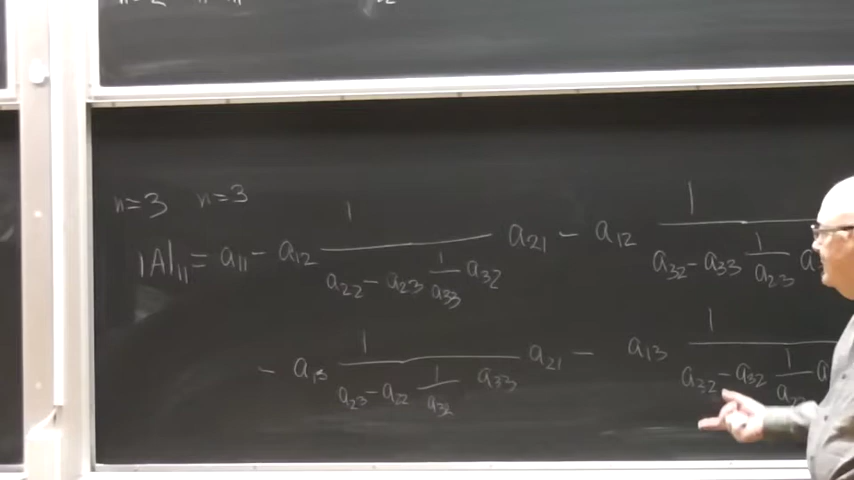 n=3 n=3
|A|₁₁ = a₁₁ − a₁₂ 1/(a₂₂ − a₂₃ 1/a₃₃ a₃₂) a₂₁ − a₁₂ 1/(a₃₂ − a₃₃ 1/a₂₃ a
− a₁₃ 1/(a₂₃ − a₂₂ 1/a₃₂ a₃₃) a₂₁ − a₁₃ 1/(a₃₂ − a₃₂ 1/a₂₂ a